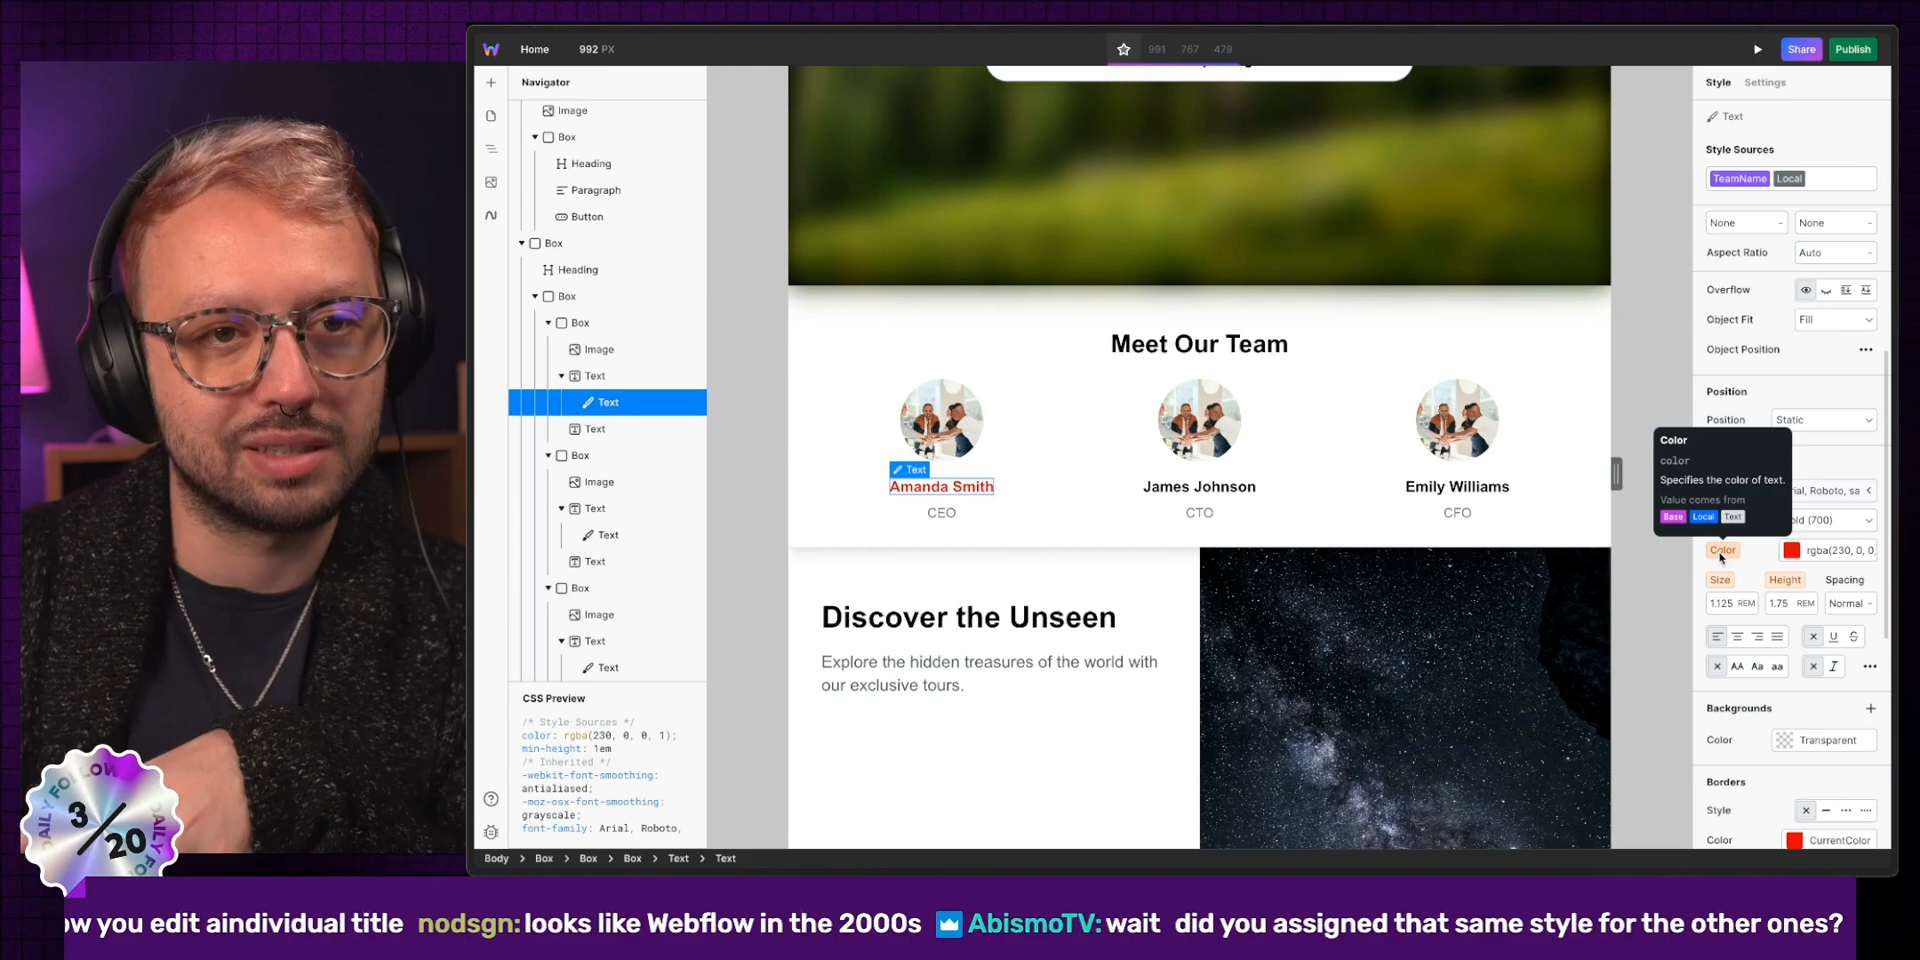 Home
992 PX
991
767
479
Share
Publish
Navigator
Image
Box
Heading
Paragraph
Button
Box
Heading
Box
Box
Image
Text
Text
Text
Box
Image
Text
Text
Text
Box
Image
Text
Text
CSS Preview
/* Style Sources */
color: rgba(230, 0, 0, 1);
min-height: 1em
/* Inherited */
-webkit-font-smoothing:
antialiased;
-moz-osx-font-smoothing:
grayscale;
font-family: Arial, Roboto,
Body > Box > Box > Box > Text > Text
Meet Our Team
Text
Amanda Smith
CEO
James Johnson
CTO
Emily Williams
CFO
Discover the Unseen
Explore the hidden treasures of the world with
our exclusive tours.
Style
Settings
Text
Style Sources
TeamName
Local
None
None
Aspect Ratio
Auto
Overflow
Object Fit
Fill
Object Position
Position
Position
Static
Color
color
Specifies the color of text.
Value comes from
Base Local Text
rial, Roboto, sa
old (700)
Color
rgba(230, 0, 0,
Size
Height
Spacing
1.125 REM
1.75 REM
Normal
U S
AA Aa aa
I
Backgrounds
Color
Transparent
Borders
Style
Color
CurrentColor
DAILY FOLLOW
3/20
DAILY FO
ow you edit aindividual title nodsgn: looks like Webflow in the 2000s AbismoTV: wait did you assigned that same style for the other ones?